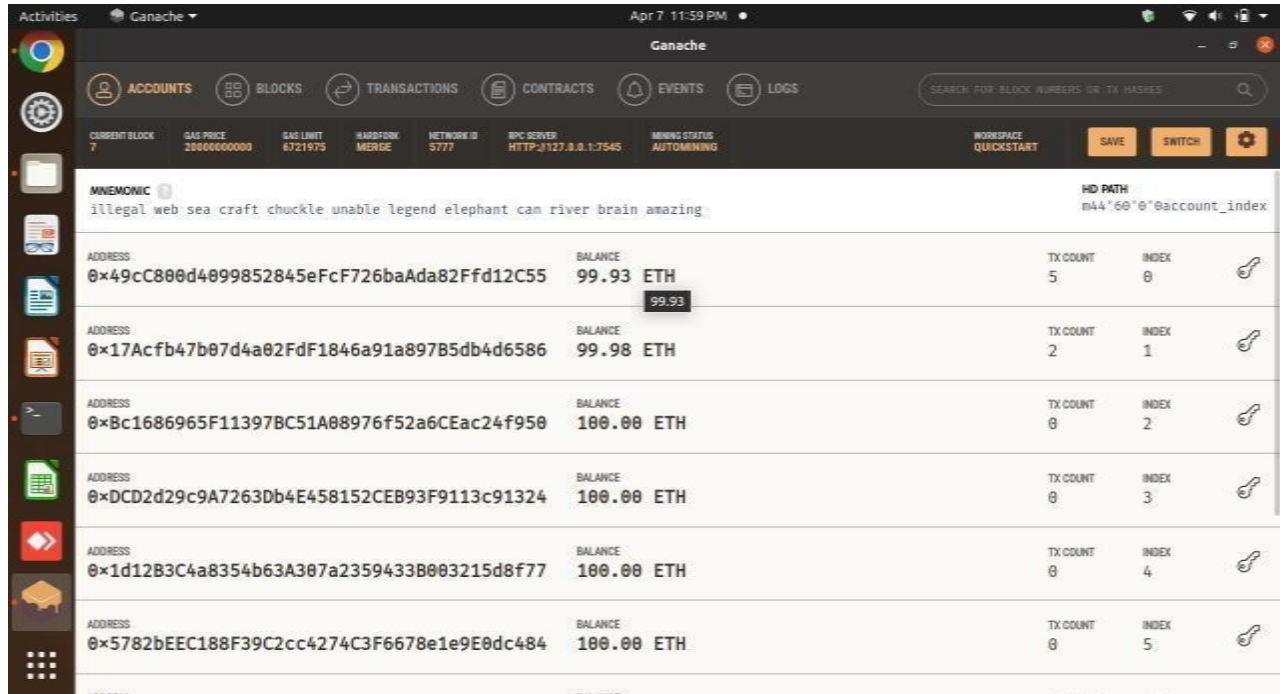 Activities Ganache Apr 7 11:59 PM
Ganache
ACCOUNTS BLOCKS TRANSACTIONS CONTRACTS EVENTS LOGS SEARCH FOR BLOCK NUMBERS OR TX HASHES
CURRENT BLOCK GAS PRICE GAS LIMIT HARDFORK NETWORK ID RPC SERVER MINING STATUS WORKSPACE
7 20000000000 6721975 MERGE 5777 HTTP://127.0.0.1:7545 AUTOMINING QUICKSTART SAVE SWITCH
MNEMONIC ? HD PATH
illegal web sea craft chuckle unable legend elephant can river brain amazing m44'60'0'0account_index
ADDRESS BALANCE TX COUNT INDEX
0×49cC800d4099852845eFcF726baAda82Ffd12C55 99.93 ETH 5 0
99.93
ADDRESS BALANCE TX COUNT INDEX
0×17Acfb47b07d4a02FdF1846a91a897B5db4d6586 99.98 ETH 2 1
ADDRESS BALANCE TX COUNT INDEX
0×Bc1686965F11397BC51A08976f52a6CEac24f950 100.00 ETH 0 2
ADDRESS BALANCE TX COUNT INDEX
0×DCD2d29c9A7263Db4E458152CEB93F9113c91324 100.00 ETH 0 3
ADDRESS BALANCE TX COUNT INDEX
0×1d12B3C4a8354b63A307a2359433B003215d8f77 100.00 ETH 0 4
ADDRESS BALANCE TX COUNT INDEX
0×5782bEEC188F39C2cc4274C3F6678e1e9E0dc484 100.00 ETH 0 5